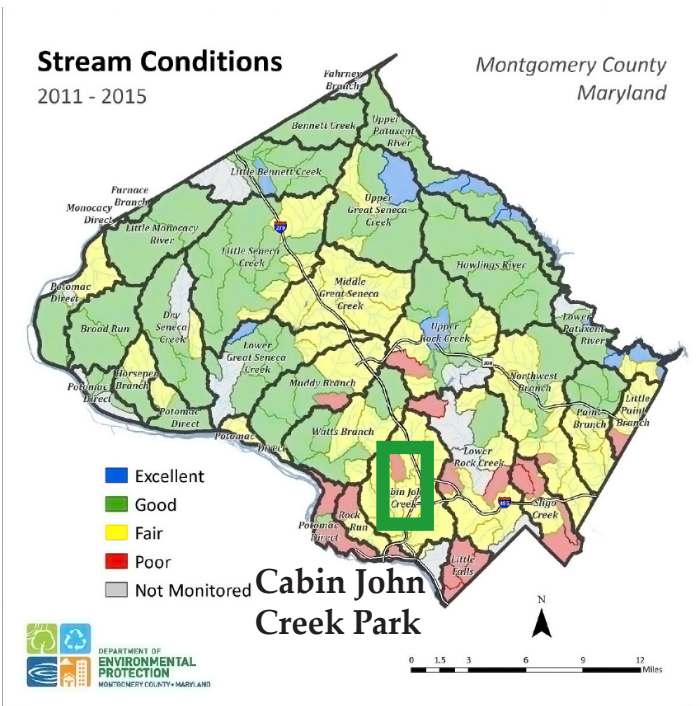 Stream Conditions
2011 - 2015
Montgomery County
Maryland
Fahrney
Branch
Bennett Creek
Upper
Patuxent
River
Little Bennett Creek
Furnace
Branch
Monocacy
Direct
Little Monocacy
River
Upper
Great Seneca
Creek
270
Little Seneca
Creek
Hawlings River
Potomac
Direct
Middle
Great Seneca
Creek
Broad Run
Dry
Seneca
Creek
Lower
Great Seneca
Creek
Upper
Rock Creek
Lower
Patuxent
River
Horsepen
Branch
Potomac
Direct
Muddy Branch
200
Northwest
Branch
Paint
Branch
Little
Paint
Branch
Potomac
Direct
Potomac
Direct
Watts Branch
Lower
Rock Creek
Cabin John
Creek
495
Sligo
Creek
Rock
Run
Potomac
Direct
Little
Falls
Excellent
Good
Fair
Poor
Not Monitored
Cabin John
Creek Park
N
0 1.5 3 6 9 12
Miles
DEPARTMENT OF
ENVIRONMENTAL
PROTECTION
MONTGOMERY COUNTY • MARYLAND